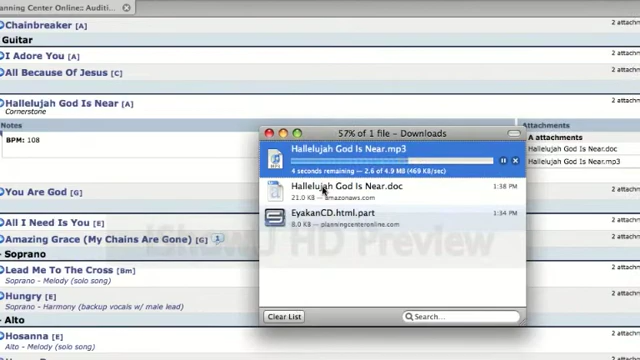 anning Center Online:: Auditi...
Chainbreaker [A]
2 attachm
Guitar
I Adore You [A]
2 attachm
All Because Of Jesus [C]
2 attachm
Hallelujah God Is Near [A]
2 attachm
Cornerstone
Notes
Attachments
BPM: 108
A attachments
Hallelujah God Is Near.doc
Hallelujah God Is Near.mp3
57% of 1 file – Downloads
Hallelujah God Is Near.mp3
4 seconds remaining — 2.6 of 4.9 MB (469 KB/sec)
Hallelujah God Is Near.doc
1:38 PM
21.0 KB — amazonaws.com
EyakanCD.html.part
1:34 PM
8.0 KB — planningcenteronline.com
Clear List
Search...
You Are God [G]
2 attachm
All I Need Is You [E]
2 attachm
Amazing Grace (My Chains Are Gone) [G] 1
2 attachm
- Soprano
Lead Me To The Cross [Bm]
2 attachm
Soprano - Melody (solo song)
Hungry [E]
2 attachm
Soprano - Harmony (backup vocals w/ male lead)
- Alto
Hosanna [E]
2 attachm
Alto - Melody (solo song)
iShowU HD Preview